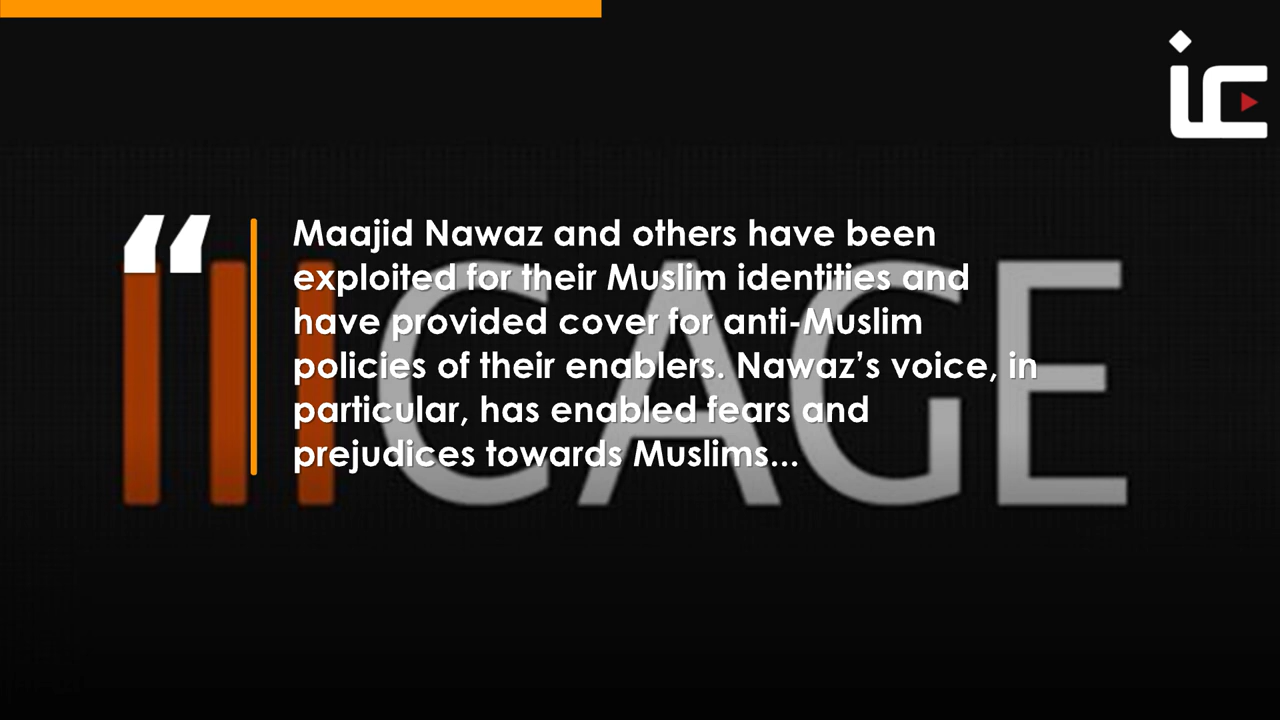 “
Maajid Nawaz and others have been
exploited for their Muslim identities and
have provided cover for anti-Muslim
policies of their enablers. Nawaz’s voice, in
particular, has enabled fears and
prejudices towards Muslims...
CAGE